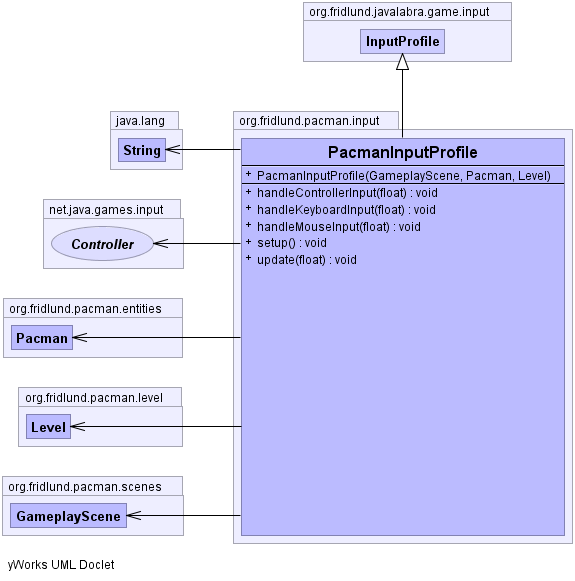 org.fridlund.javalabra.game.input
InputProfile
java.lang
String
org.fridlund.pacman.input
PacmanInputProfile
+ PacmanInputProfile(GameplayScene, Pacman, Level)
+ handleControllerInput(float) : void
+ handleKeyboardInput(float) : void
+ handleMouseInput(float) : void
+ setup() : void
+ update(float) : void
net.java.games.input
Controller
org.fridlund.pacman.entities
Pacman
org.fridlund.pacman.level
Level
org.fridlund.pacman.scenes
GameplayScene
yWorks UML Doclet